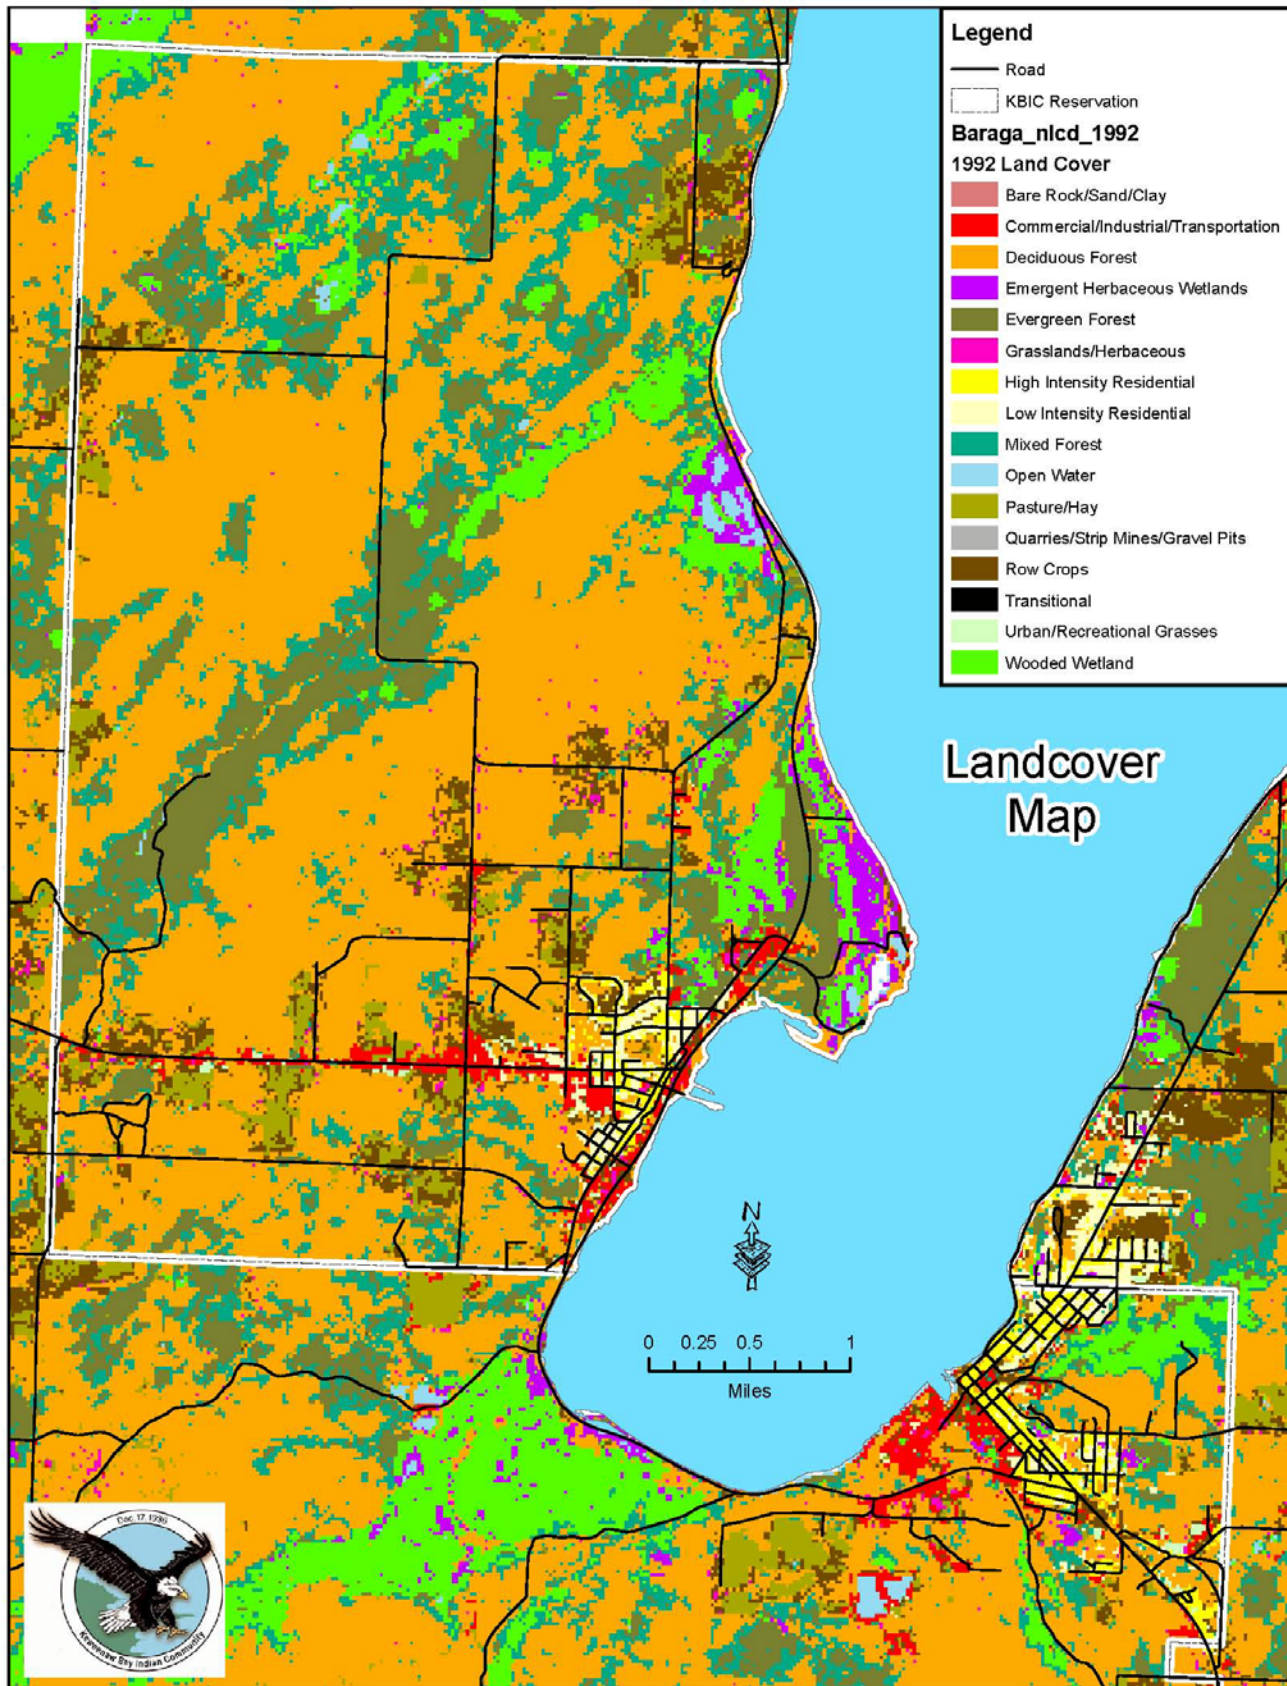 Legend
Road
KBIC Reservation
Baraga_nlcd_1992
1992 Land Cover
Bare Rock/Sand/Clay
Commercial/Industrial/Transportation
Deciduous Forest
Emergent Herbaceous Wetlands
Evergreen Forest
Grasslands/Herbaceous
High Intensity Residential
Low Intensity Residential
Mixed Forest
Open Water
Pasture/Hay
Quarries/Strip Mines/Gravel Pits
Row Crops
Transitional
Urban/Recreational Grasses
Wooded Wetland
Landcover
Map
N
0 0.25 0.5 1
Miles
Dec. 17, 1936
Keweenaw Bay Indian Community